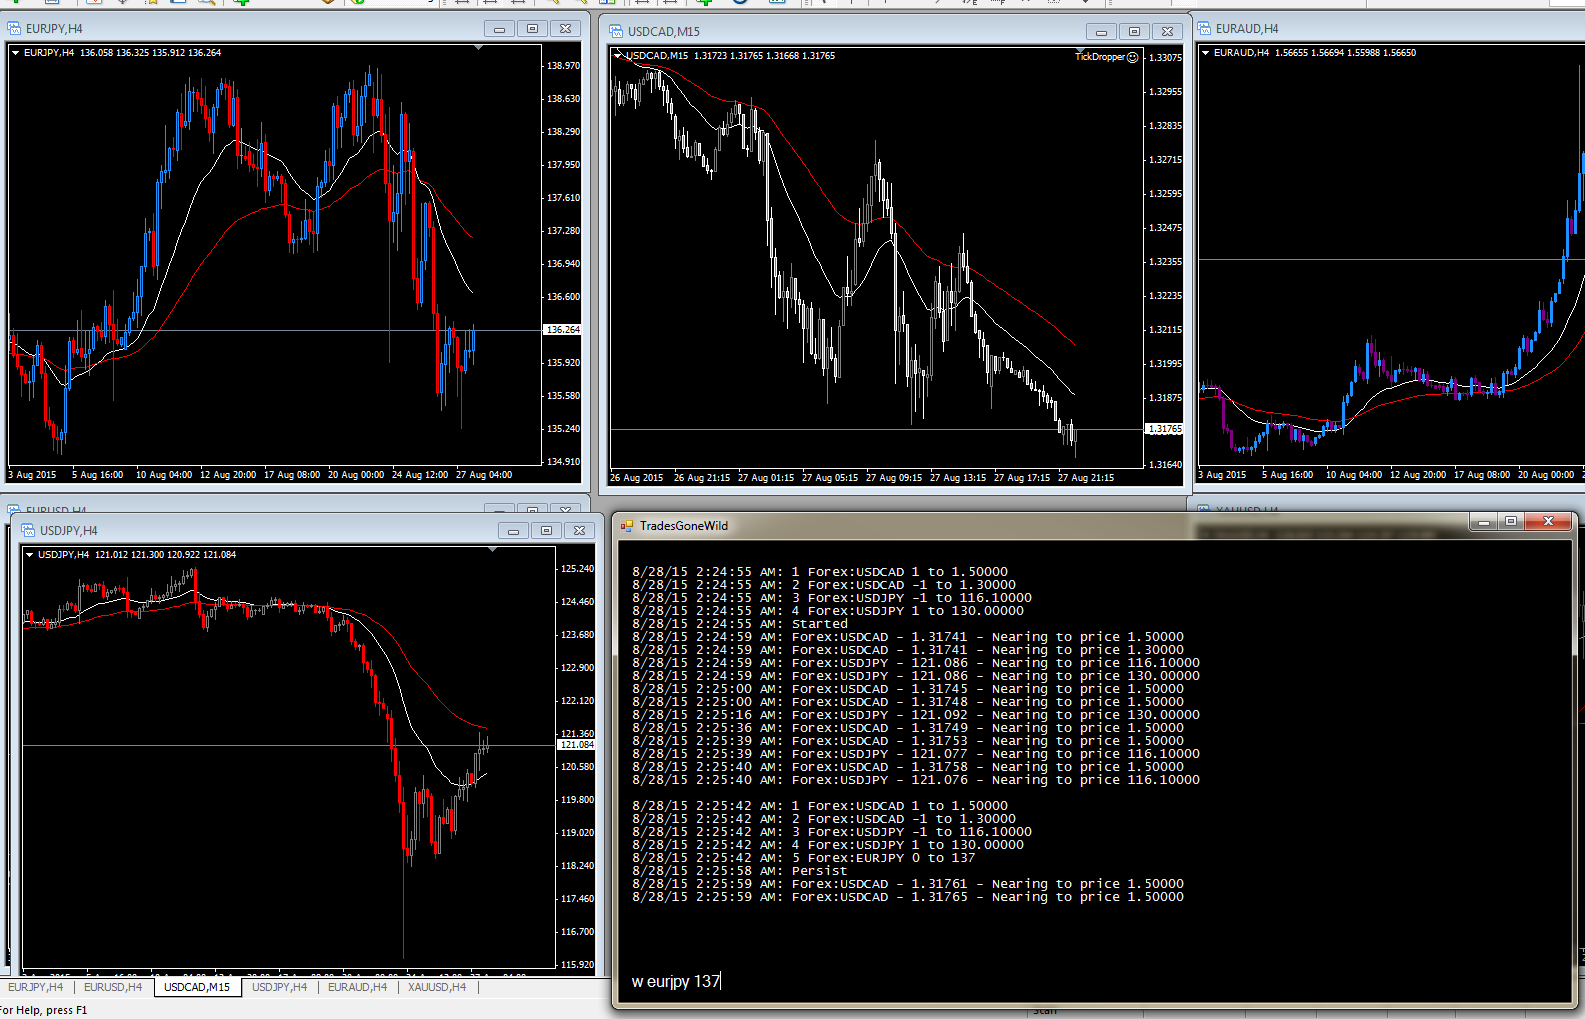 EURJPY,H4
EURJPY,H4 136.058 136.325 135.912 136.264
138.970
138.630
138.290
137.950
137.610
137.280
136.940
136.600
136.264
135.920
135.580
135.240
134.910
3 Aug 2015 5 Aug 16:00 10 Aug 04:00 12 Aug 20:00 17 Aug 08:00 20 Aug 00:00 24 Aug 12:00 27 Aug 04:00
USDCAD,M15
USDCAD,M15 1.31723 1.31765 1.31668 1.31765
TickDropper
1.33075
1.32955
1.32835
1.32715
1.32595
1.32475
1.32355
1.32235
1.32115
1.31995
1.31875
1.31765
1.31640
26 Aug 2015 26 Aug 21:15 27 Aug 01:15 27 Aug 05:15 27 Aug 09:15 27 Aug 13:15 27 Aug 17:15 27 Aug 21:15
EURAUD,H4
EURAUD,H4 1.56655 1.56694 1.55988 1.56650
3 Aug 2015 5 Aug 16:00 10 Aug 04:00 12 Aug 20:00 17 Aug 08:00 20 Aug 00:00
EURUSD,H4
USDJPY,H4
USDJPY,H4 121.012 121.300 120.922 121.084
125.240
124.460
123.680
122.900
122.120
121.360
121.084
120.580
119.800
119.020
118.240
117.460
116.700
115.920
XAUUSD,H4
TradesGoneWild
8/28/15 2:24:55 AM: 1 Forex:USDCAD 1 to 1.50000
8/28/15 2:24:55 AM: 2 Forex:USDCAD -1 to 1.30000
8/28/15 2:24:55 AM: 3 Forex:USDJPY -1 to 116.10000
8/28/15 2:24:55 AM: 4 Forex:USDJPY 1 to 130.00000
8/28/15 2:24:55 AM: Started
8/28/15 2:24:59 AM: Forex:USDCAD - 1.31741 - Nearing to price 1.50000
8/28/15 2:24:59 AM: Forex:USDCAD - 1.31741 - Nearing to price 1.30000
8/28/15 2:24:59 AM: Forex:USDJPY - 121.086 - Nearing to price 116.10000
8/28/15 2:24:59 AM: Forex:USDJPY - 121.086 - Nearing to price 130.00000
8/28/15 2:25:00 AM: Forex:USDCAD - 1.31745 - Nearing to price 1.50000
8/28/15 2:25:00 AM: Forex:USDCAD - 1.31748 - Nearing to price 1.50000
8/28/15 2:25:16 AM: Forex:USDJPY - 121.092 - Nearing to price 130.00000
8/28/15 2:25:36 AM: Forex:USDCAD - 1.31749 - Nearing to price 1.50000
8/28/15 2:25:39 AM: Forex:USDCAD - 1.31753 - Nearing to price 1.50000
8/28/15 2:25:39 AM: Forex:USDJPY - 121.077 - Nearing to price 116.10000
8/28/15 2:25:40 AM: Forex:USDCAD - 1.31758 - Nearing to price 1.50000
8/28/15 2:25:40 AM: Forex:USDJPY - 121.076 - Nearing to price 116.10000
8/28/15 2:25:42 AM: 1 Forex:USDCAD 1 to 1.50000
8/28/15 2:25:42 AM: 2 Forex:USDCAD -1 to 1.30000
8/28/15 2:25:42 AM: 3 Forex:USDJPY -1 to 116.10000
8/28/15 2:25:42 AM: 4 Forex:USDJPY 1 to 130.00000
8/28/15 2:25:42 AM: 5 Forex:EURJPY 0 to 137
8/28/15 2:25:58 AM: Persist
8/28/15 2:25:59 AM: Forex:USDCAD - 1.31761 - Nearing to price 1.50000
8/28/15 2:25:59 AM: Forex:USDCAD - 1.31765 - Nearing to price 1.50000
w eurjpy 137
EURJPY,H4 EURUSD,H4 USDCAD,M15 USDJPY,H4 EURAUD,H4 XAUUSD,H4
For Help, press F1